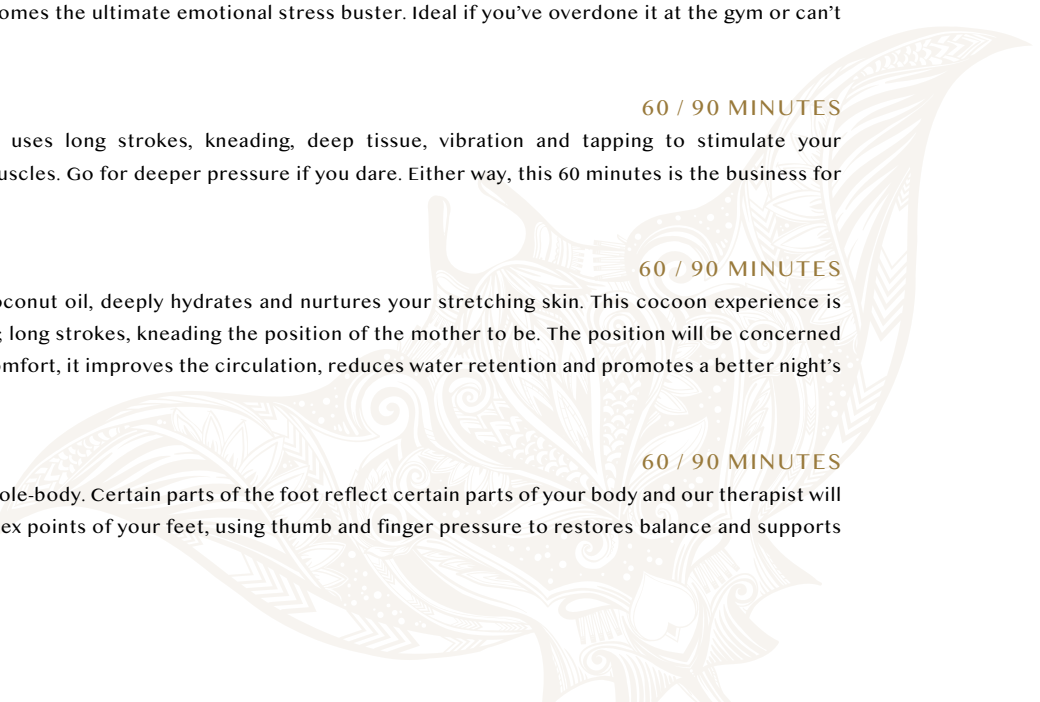 omes the ultimate emotional stress buster. Ideal if you’ve overdone it at the gym or can’t
60 / 90 MINUTES
uses long strokes, kneading, deep tissue, vibration and tapping to stimulate your
uscles. Go for deeper pressure if you dare. Either way, this 60 minutes is the business for
60 / 90 MINUTES
oconut oil, deeply hydrates and nurtures your stretching skin. This cocoon experience is
; long strokes, kneading the position of the mother to be. The position will be concerned
omfort, it improves the circulation, reduces water retention and promotes a better night’s
60 / 90 MINUTES
ole-body. Certain parts of the foot reflect certain parts of your body and our therapist will
ex points of your feet, using thumb and finger pressure to restores balance and supports